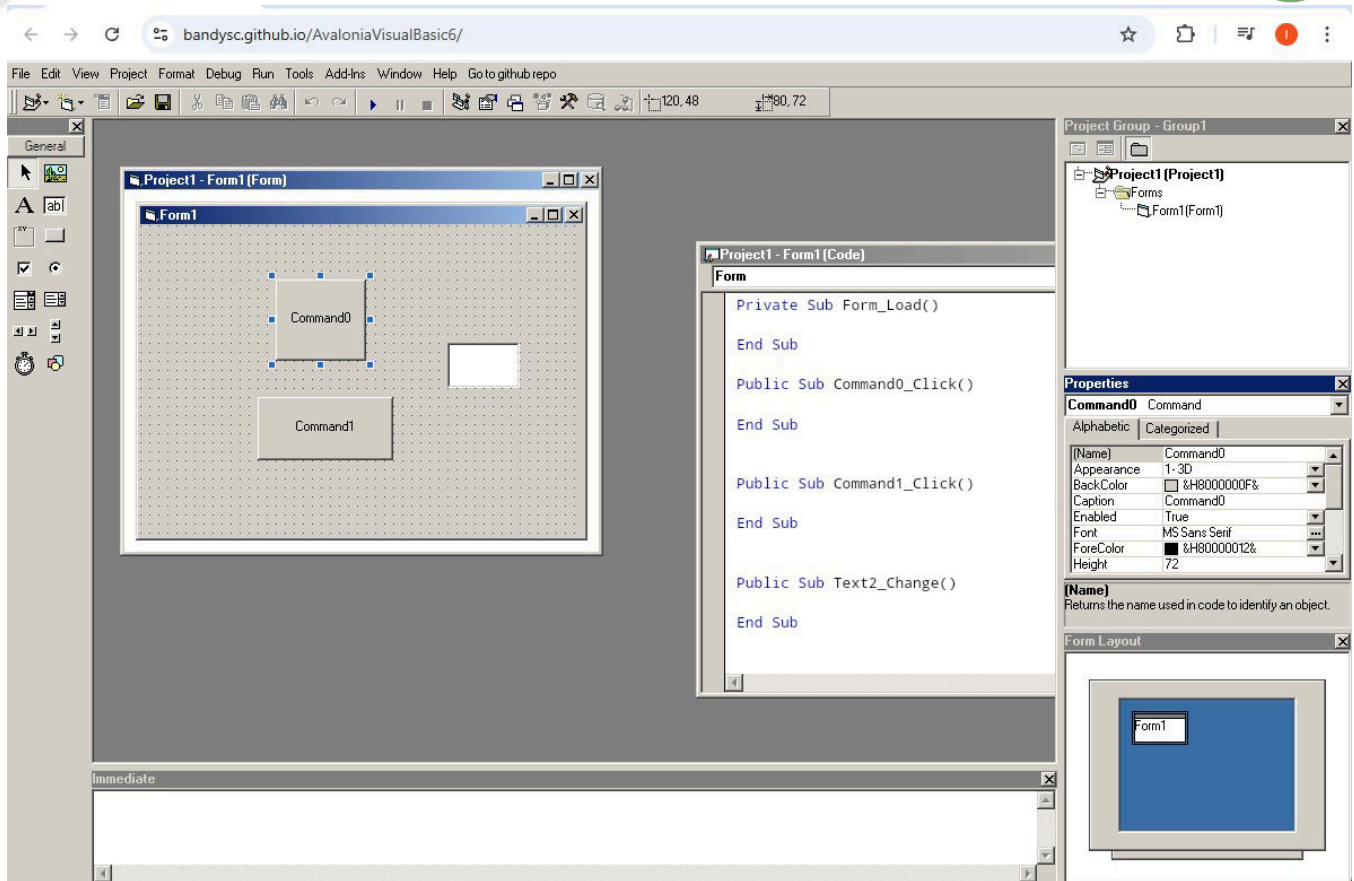 bandysc.github.io/AvaloniaVisualBasic6/
File Edit View Project Format Debug Run Tools Add-Ins Window Help Go to github repo
120, 48
80, 72
General
Project1 - Form1 (Form)
Form1
Command0
Command1
Project1 - Form1 (Code)
Form
Private Sub Form_Load()
End Sub
Public Sub Command0_Click()
End Sub
Public Sub Command1_Click()
End Sub
Public Sub Text2_Change()
End Sub
Immediate
Project Group - Group1
Project1 (Project1)
Forms
Form1(Form1)
Properties
Command0 Command
Alphabetic Categorized
(Name) Command0
Appearance 1- 3D
BackColor &H8000000F&
Caption Command0
Enabled True
Font MS Sans Serif
ForeColor &H80000012&
Height 72
(Name)
Returns the name used in code to identify an object.
Form Layout
Form1